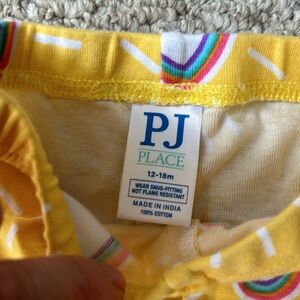 PJ
PLACE
12-18m
WEAR SNUG-FITTING
NOT FLAME RESISTANT
MADE IN INDIA
100% COTTON